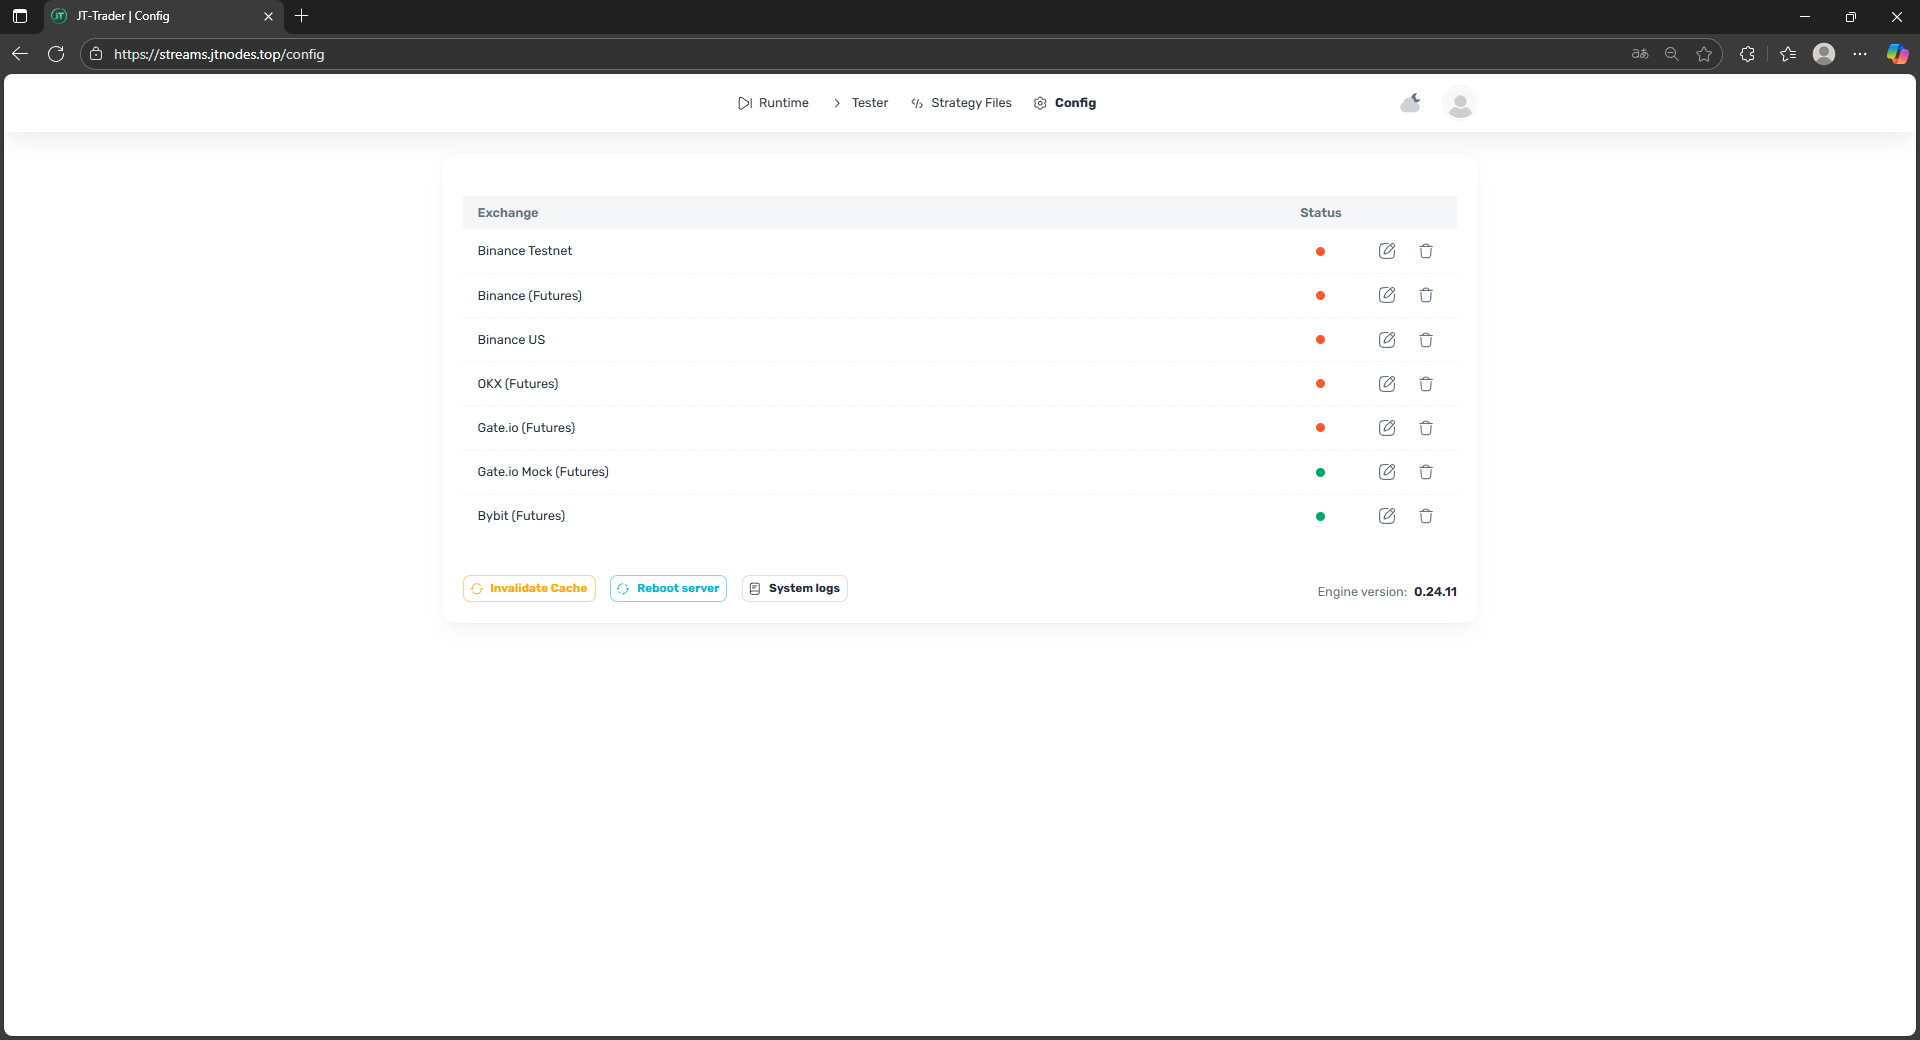 JT-Trader | Config
https://streams.jtnodes.top/config
Runtime
Tester
Strategy Files
Config
Exchange Status
Binance Testnet
Binance (Futures)
Binance US
OKX (Futures)
Gate.io (Futures)
Gate.io Mock (Futures)
Bybit (Futures)
Invalidate Cache
Reboot server
System logs
Engine version: 0.24.11